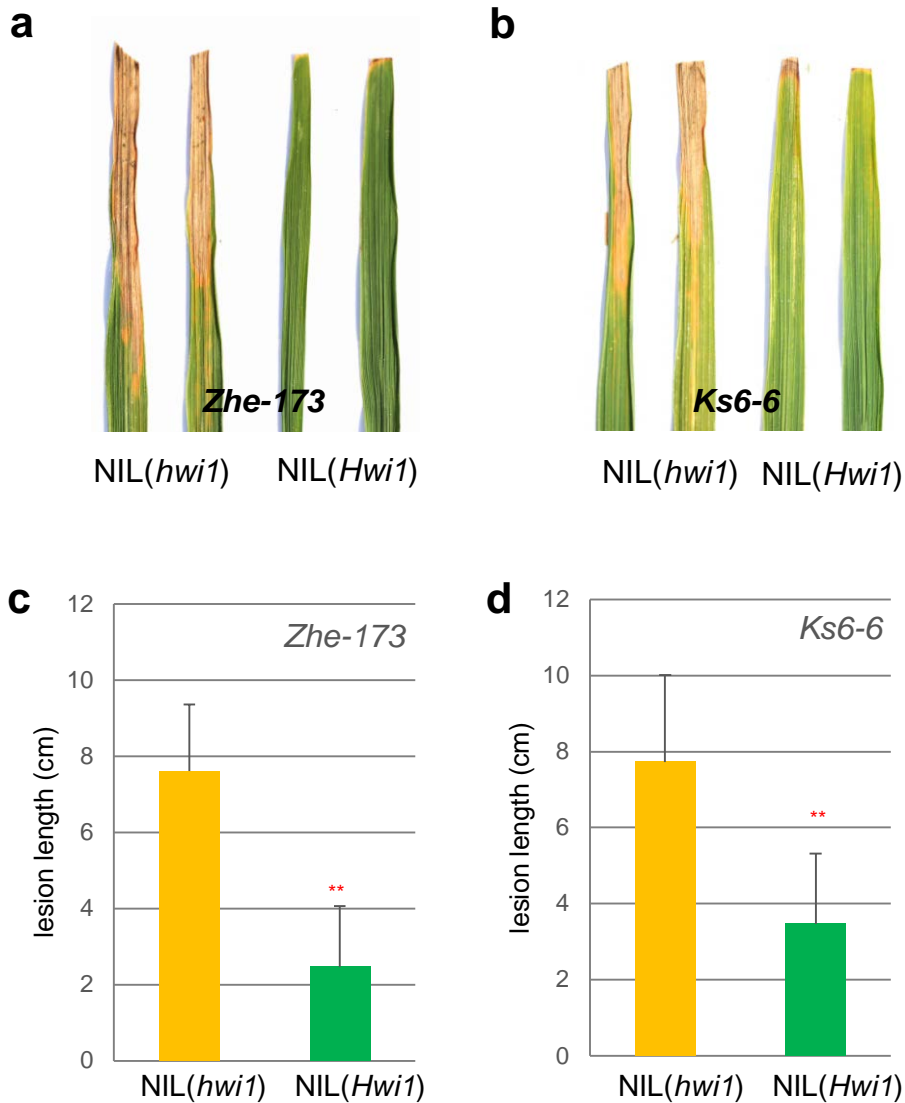 a
b
Zhe-173
Ks6-6
NIL(hwi1)
NIL(Hwi1)
NIL(hwi1)
NIL(Hwi1)
c
12
10
8
6
4
2
0
lesion length (cm)
Zhe-173
**
NIL(hwi1)
NIL(Hwi1)
d
12
10
8
6
4
2
0
lesion length (cm)
Ks6-6
**
NIL(hwi1)
NIL(Hwi1)